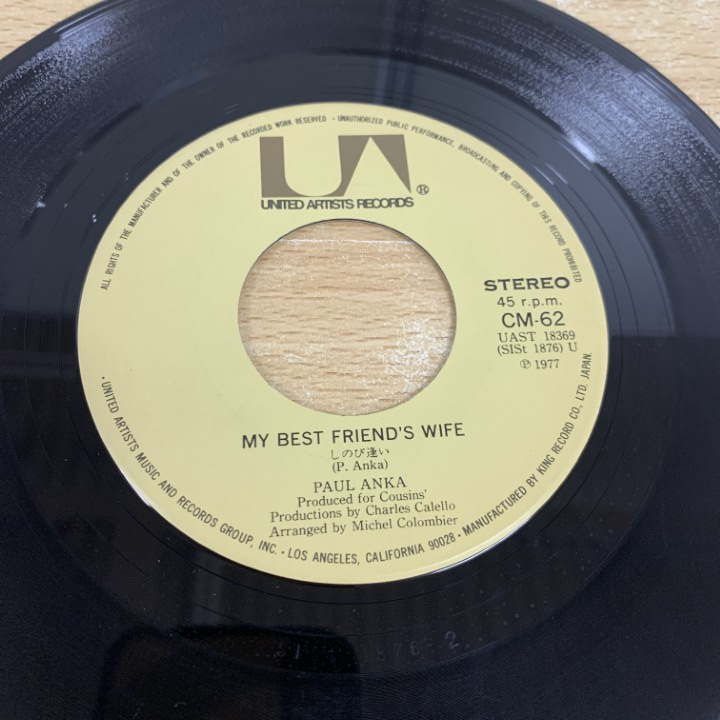 ALL RIGHTS OF THE MANUFACTURER AND OF THE OWNER OF THE RECORDED WORK RESERVED · UNAUTHORIZED PUBLIC PERFORMANCE, BROADCASTING AND COPYING OF THIS RECORD PROHIBITED
UA®
UNITED ARTISTS RECORDS
STEREO
45 r.p.m.
CM-62
UAST 18369
(SISt 1876) U
℗ 1977
MY BEST FRIEND'S WIFE
しのび逢い
(P. Anka)
PAUL ANKA
Produced for Cousins'
Productions by Charles Calello
Arranged by Michel Colombier
· UNITED ARTISTS MUSIC AND RECORDS GROUP, INC. · LOS ANGELES, CALIFORNIA 90028 · MANUFACTURED BY KING RECORD CO., LTD. JAPAN.